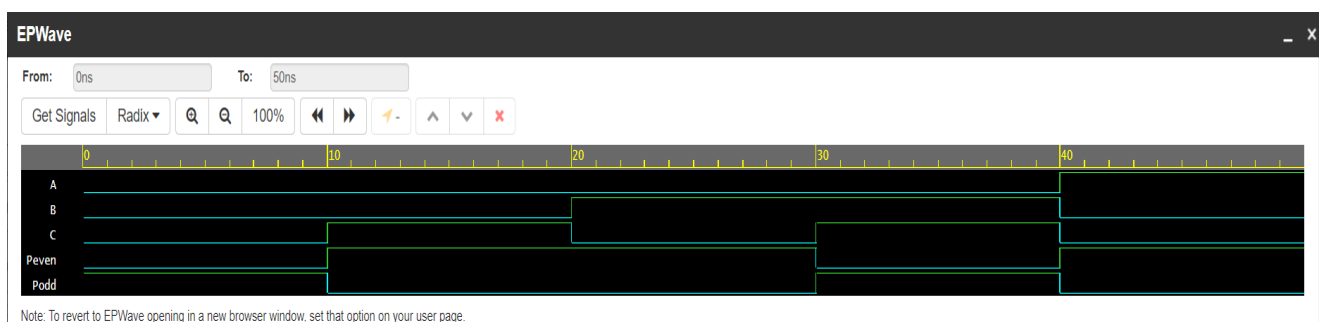 EPWave
From: 0ns To: 50ns
Get Signals Radix 100% -
0 10 20 30 40
A
B
C
Peven
Podd
Note: To revert to EPWave opening in a new browser window, set that option on your user page.